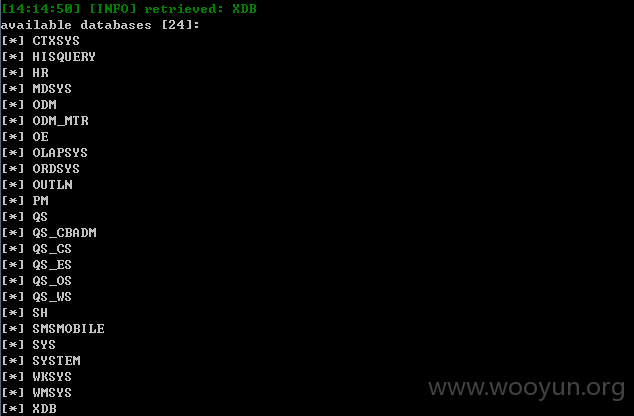 [14:14:50] [INFO] retrieved: XDB
available databases [24]:
[*] CTXSYS
[*] HISQUERY
[*] HR
[*] MDSYS
[*] ODM
[*] ODM_MTR
[*] OE
[*] OLAPSYS
[*] ORDSYS
[*] OUTLN
[*] PM
[*] QS
[*] QS_CBADM
[*] QS_CS
[*] QS_ES
[*] QS_OS
[*] QS_WS
[*] SH
[*] SMSMOBILE
[*] SYS
[*] SYSTEM
[*] WKSYS
[*] WMSYS
[*] XDB
www.wooyun.org